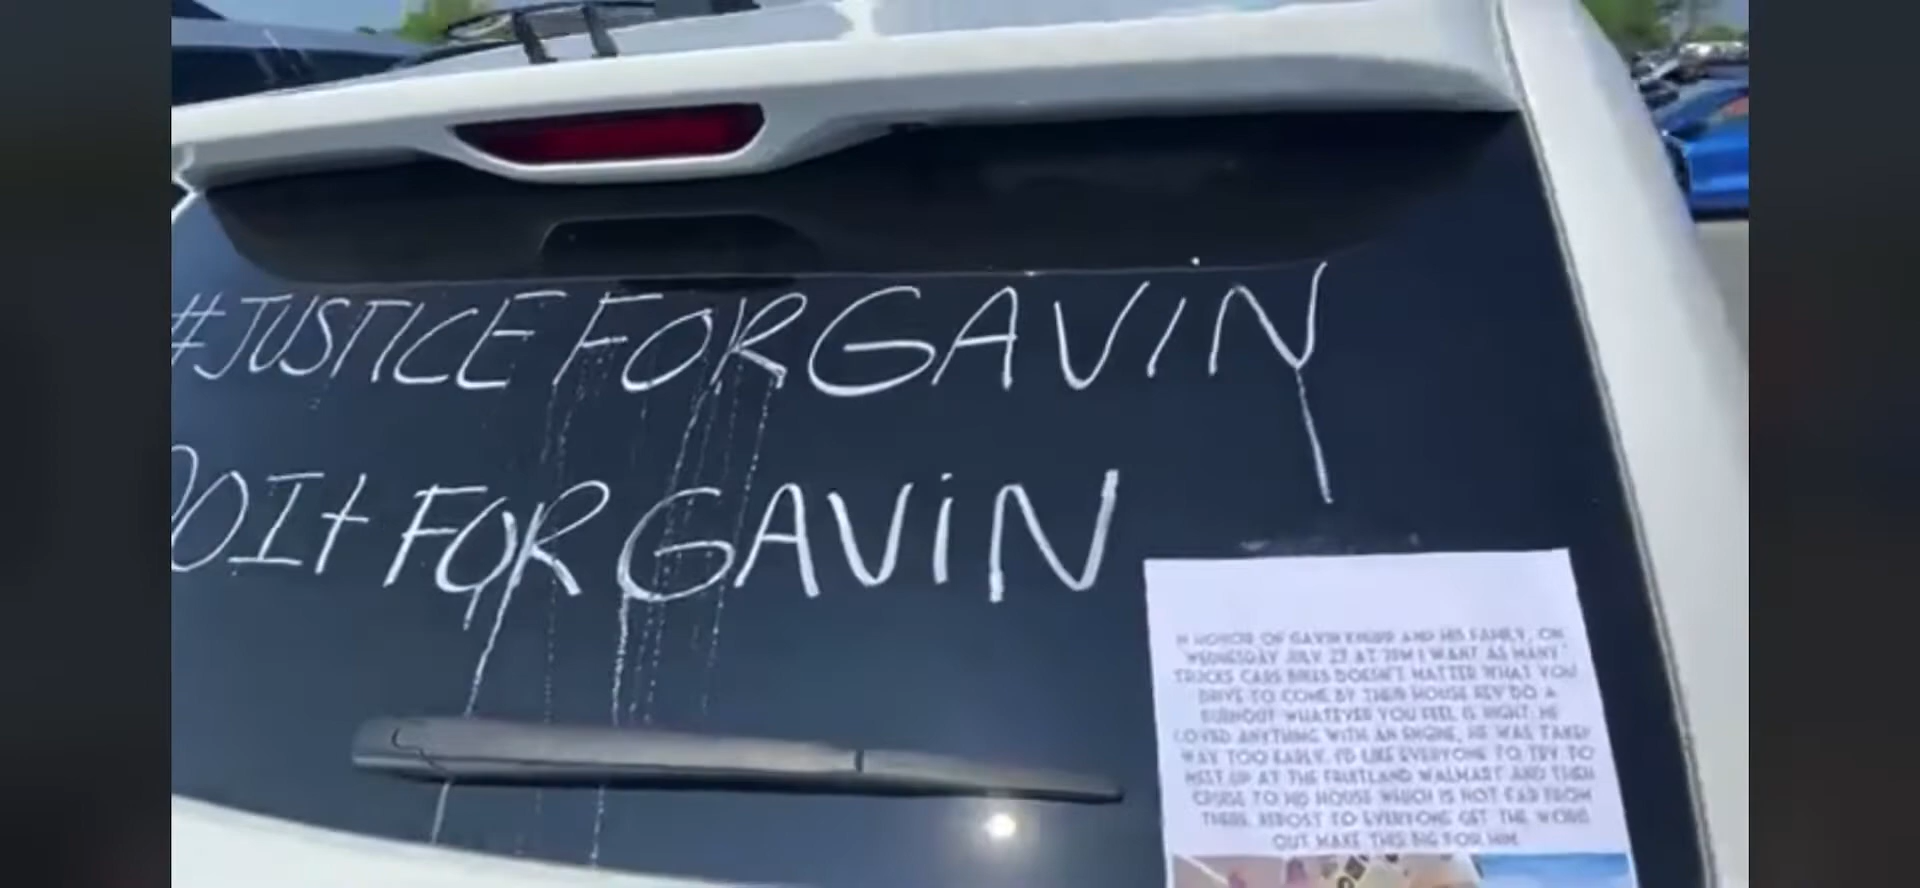 #JUSTICE FOR GAVIN
DOIt FOR GAViN
IN HONOR OF GAVIN KNUPP AND HIS FAMILY, ON
WEDNESDAY JULY 27 AT 7PM I WANT AS MANY
TRUCKS CARS BIKES DOESN'T MATTER WHAT YOU
DRIVE TO COME BY THEIR HOUSE REV DO A
BURNOUT WHATEVER YOU FEEL IS RIGHT. HE
LOVED ANYTHING WITH AN ENGINE, HE WAS TAKEN
WAY TOO EARLY. I'D LIKE EVERYONE TO TRY TO
MEET UP AT THE FRUITLAND WALMART AND THEN
CRUISE TO HIS HOUSE WHICH IS NOT FAR FROM
THERE. REPOST TO EVERYONE GET THE WORD
OUT MAKE THIS BIG FOR HIM